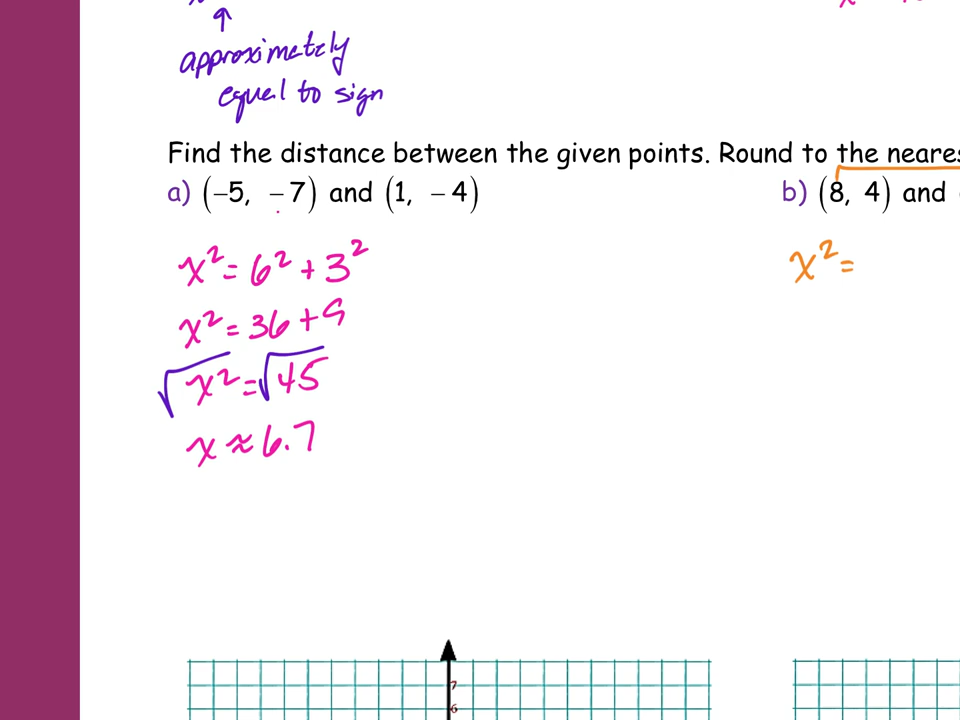 approximately
equal to sign
Find the distance between the given points. Round to the neares
a) (−5, −7) and (1, −4)
b) (8, 4) and
x² = 6² + 3²
x² =
x² = 36 + 9
√x² = √45
x ≈ 6.7
7
6